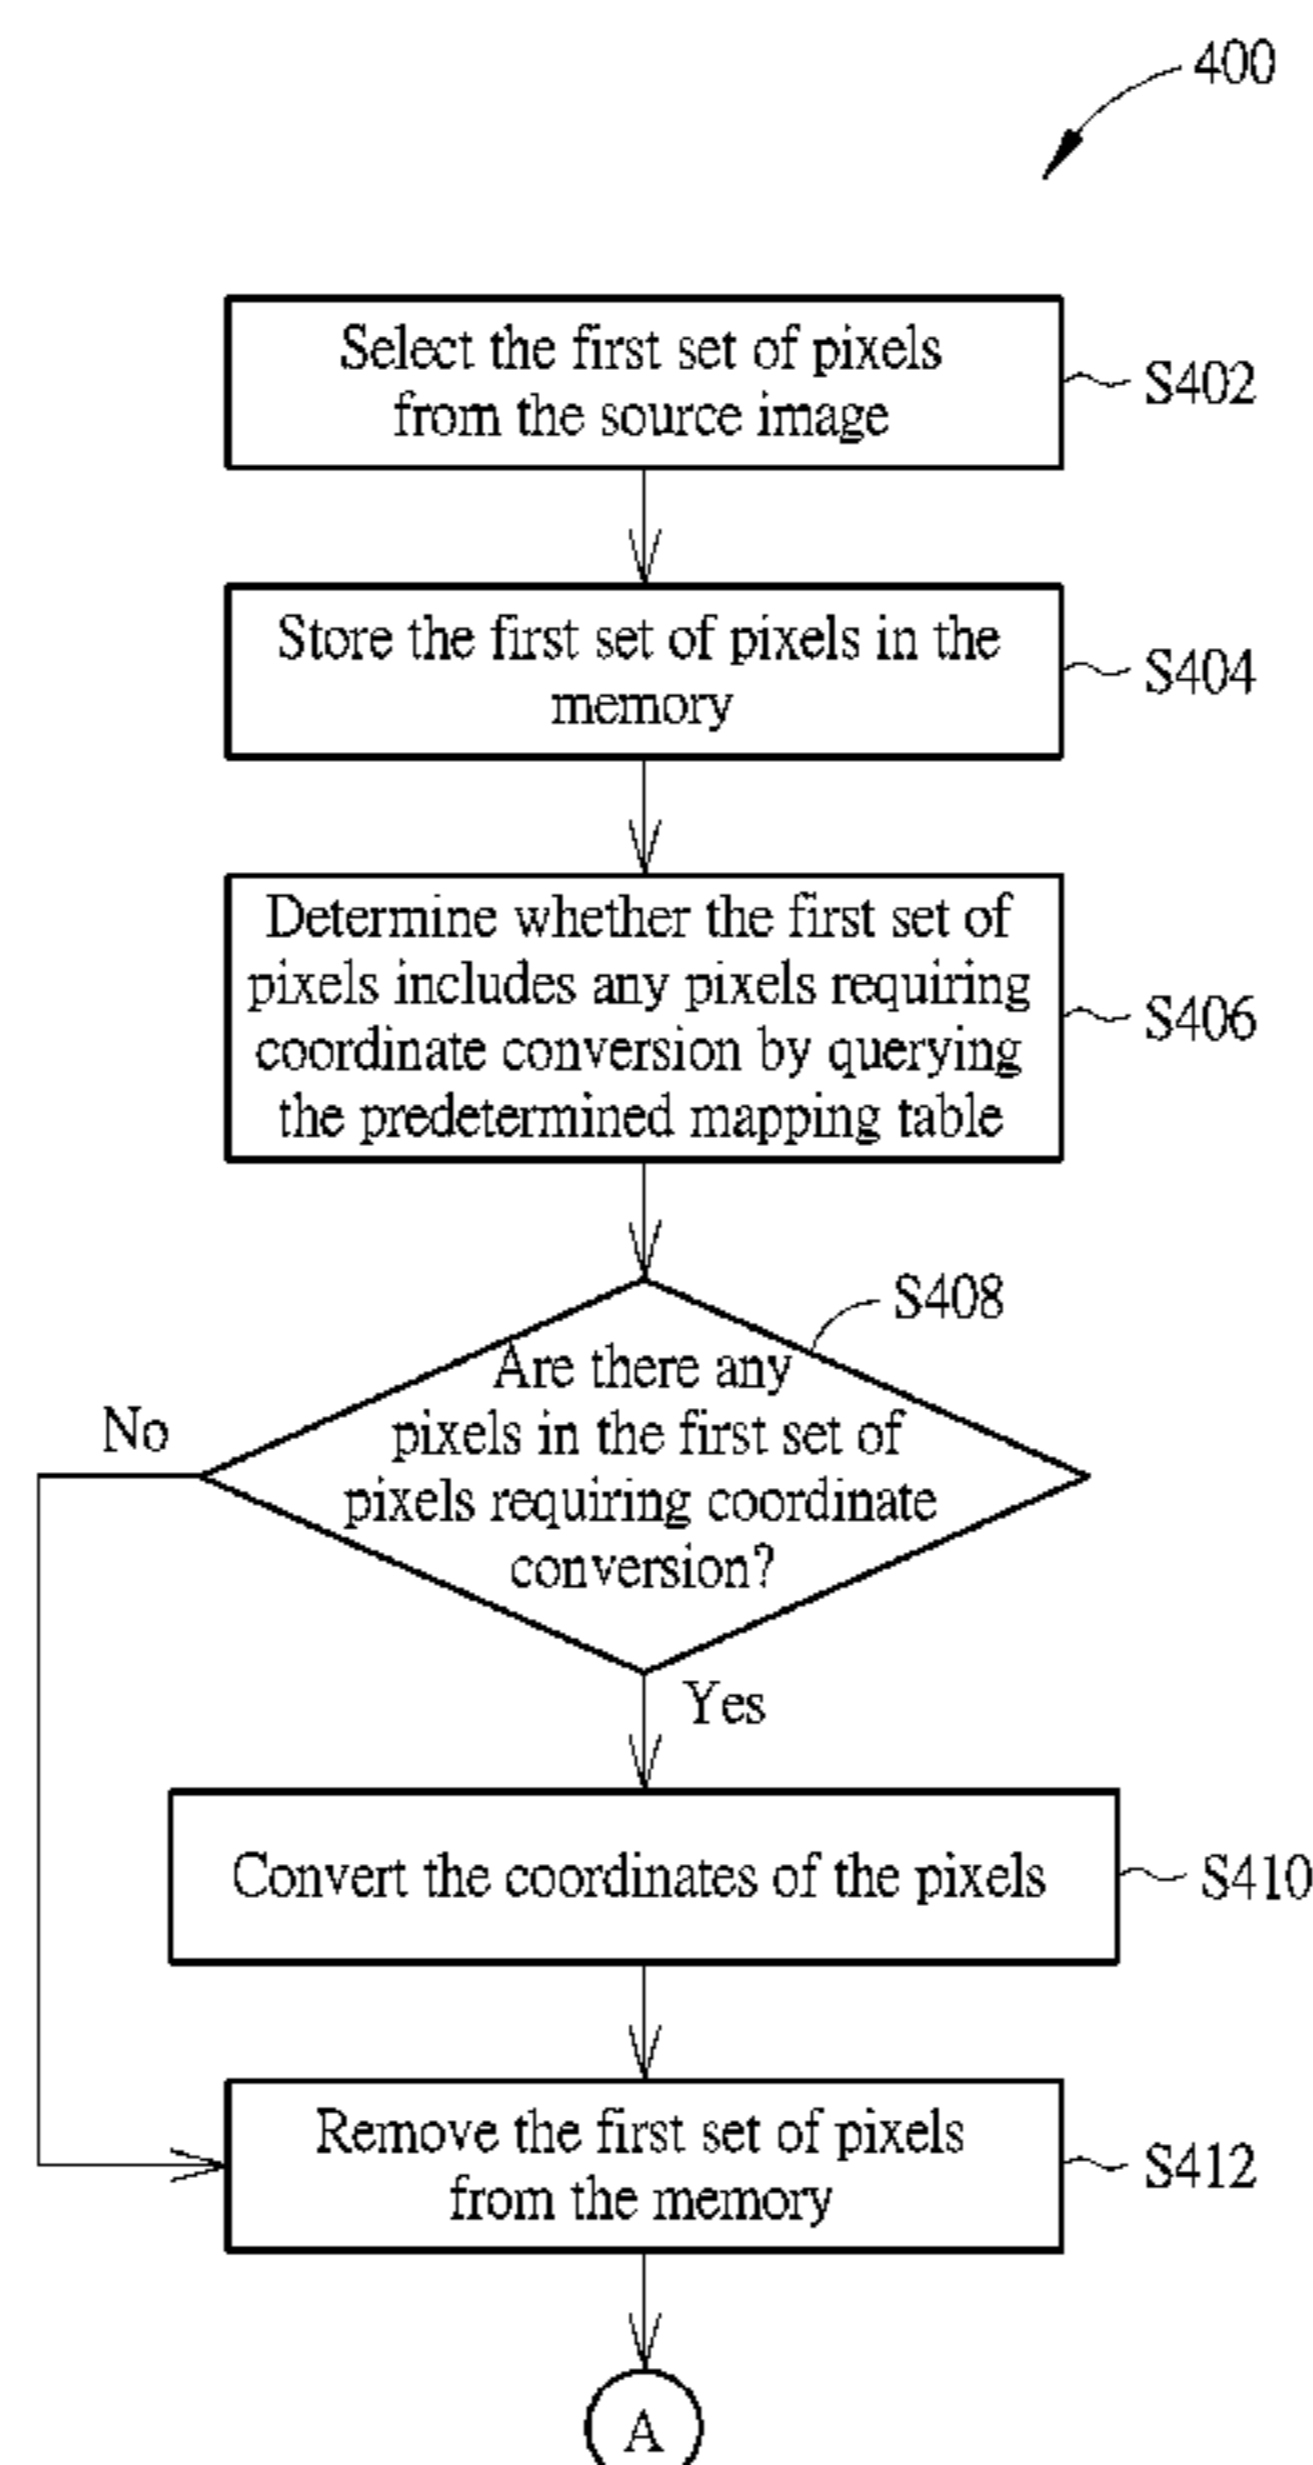 400
Select the first set of pixels
from the source image
S402
Store the first set of pixels in the
memory
S404
Determine whether the first set of
pixels includes any pixels requiring
coordinate conversion by querying
the predetermined mapping table
S406
S408
Are there any
pixels in the first set of
pixels requiring coordinate
conversion?
No
Yes
Convert the coordinates of the pixels
S410
Remove the first set of pixels
from the memory
S412
A